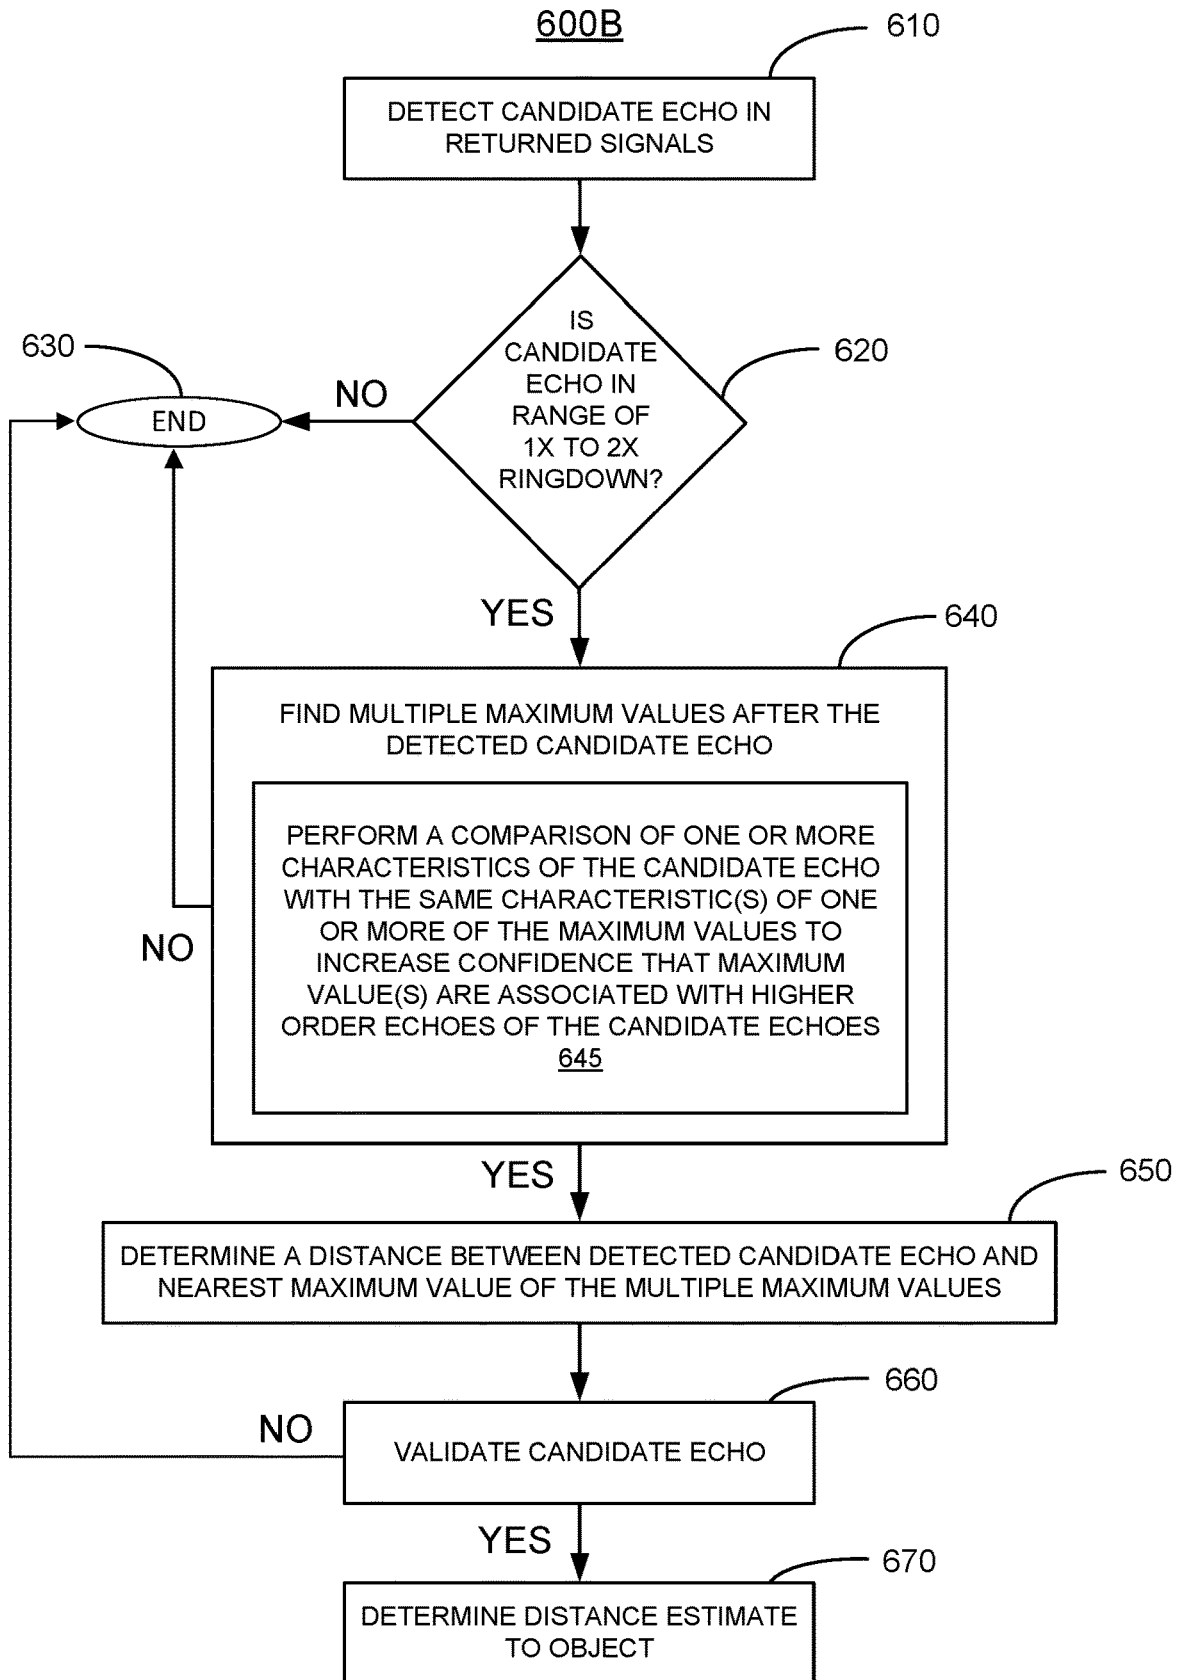 600B
610
DETECT CANDIDATE ECHO IN
RETURNED SIGNALS
IS
CANDIDATE
ECHO IN
RANGE OF
1X TO 2X
RINGDOWN?
620
630
END
NO
YES
640
FIND MULTIPLE MAXIMUM VALUES AFTER THE
DETECTED CANDIDATE ECHO
PERFORM A COMPARISON OF ONE OR MORE
CHARACTERISTICS OF THE CANDIDATE ECHO
WITH THE SAME CHARACTERISTIC(S) OF ONE
OR MORE OF THE MAXIMUM VALUES TO
INCREASE CONFIDENCE THAT MAXIMUM
VALUE(S) ARE ASSOCIATED WITH HIGHER
ORDER ECHOES OF THE CANDIDATE ECHOES
645
NO
YES
650
DETERMINE A DISTANCE BETWEEN DETECTED CANDIDATE ECHO AND
NEAREST MAXIMUM VALUE OF THE MULTIPLE MAXIMUM VALUES
660
NO
VALIDATE CANDIDATE ECHO
YES
670
DETERMINE DISTANCE ESTIMATE
TO OBJECT